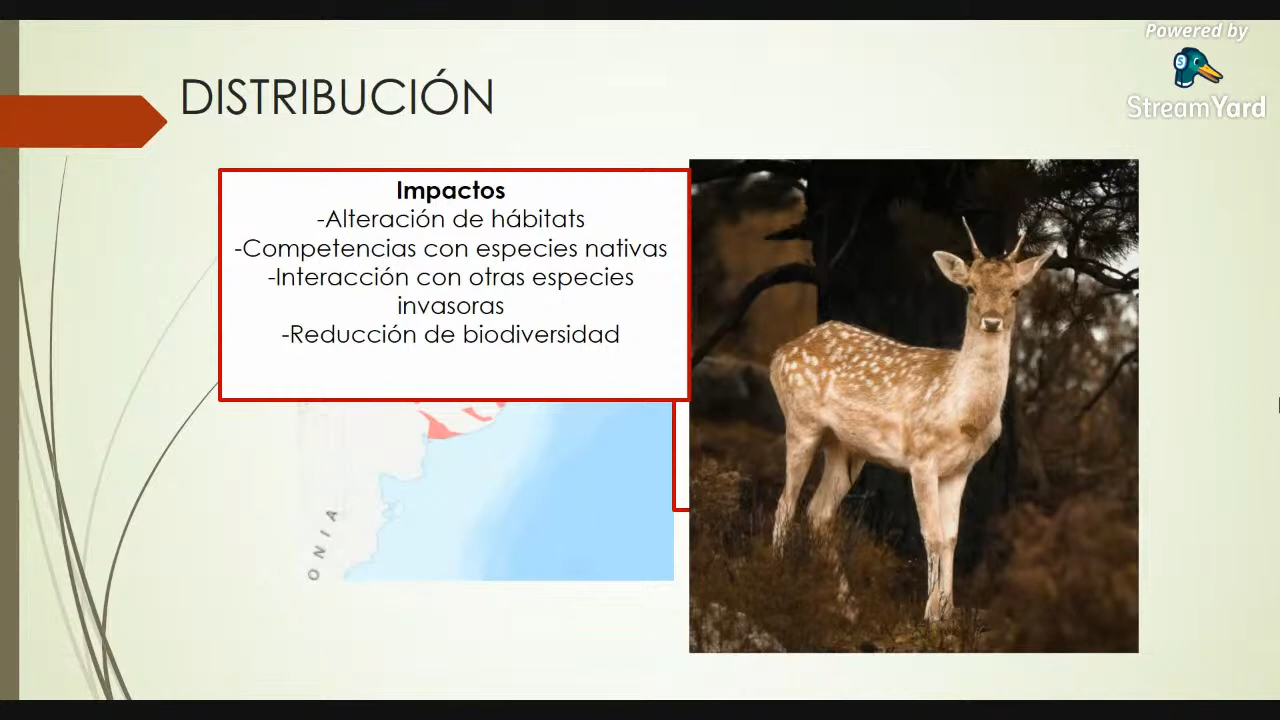 Powered by
StreamYard
DISTRIBUCIÓN
Impactos
-Alteración de hábitats
-Competencias con especies nativas
-Interacción con otras especies
invasoras
-Reducción de biodiversidad
ONIA